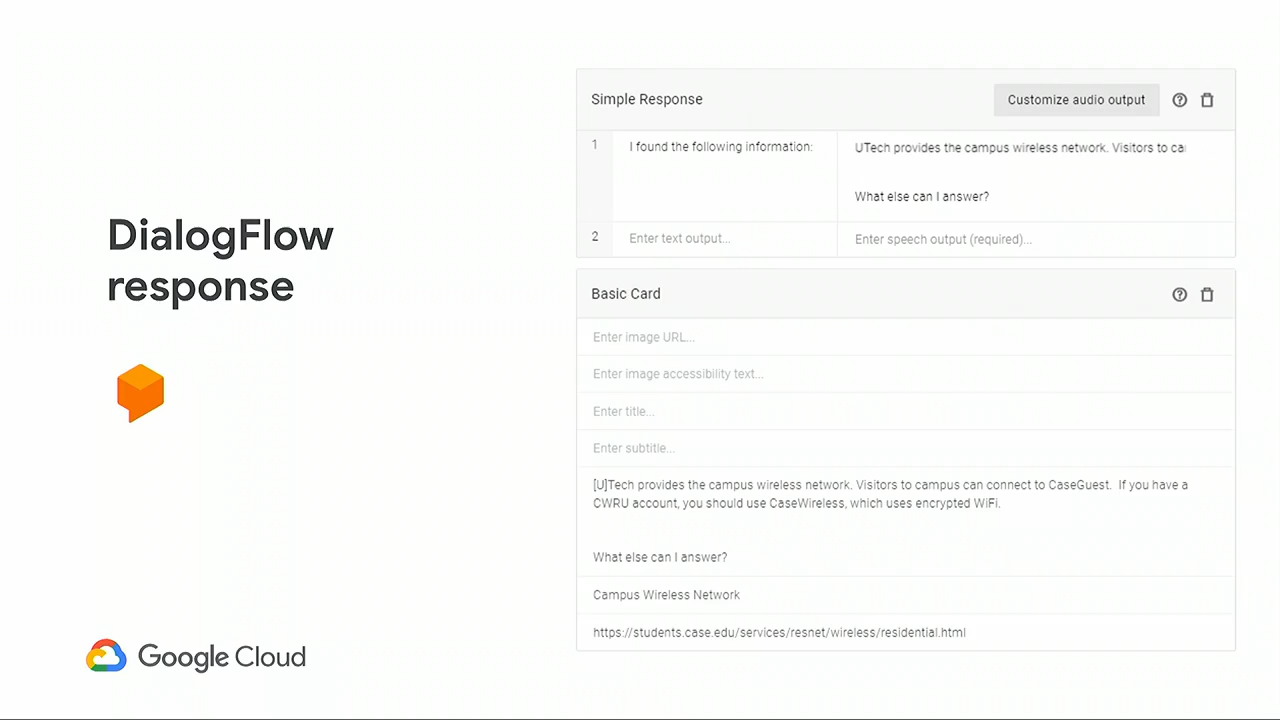 DialogFlow
response
Google Cloud
Simple Response
Customize audio output
1
I found the following information:
UTech provides the campus wireless network. Visitors to ca
What else can I answer?
2
Enter text output...
Enter speech output (required)...
Basic Card
Enter image URL...
Enter image accessibility text...
Enter title...
Enter subtitle...
[U]Tech provides the campus wireless network. Visitors to campus can connect to CaseGuest.  If you have a
CWRU account, you should use CaseWireless, which uses encrypted WiFi.
What else can I answer?
Campus Wireless Network
https://students.case.edu/services/resnet/wireless/residential.html